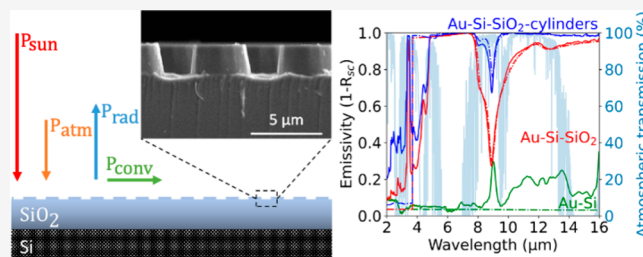 Psun
Patm
Prad
Pconv
5 μm
SiO2
Si
Au-Si-SiO2-cylinders
Au-Si-SiO2
Au-Si
Emissivity (1-Rsc)
1.0
0.8
0.6
0.4
0.2
0.0
2 4 6 8 10 12 14 16
Wavelength (μm)
100
80
60
40
20
0
Atmospheric transmission (%)